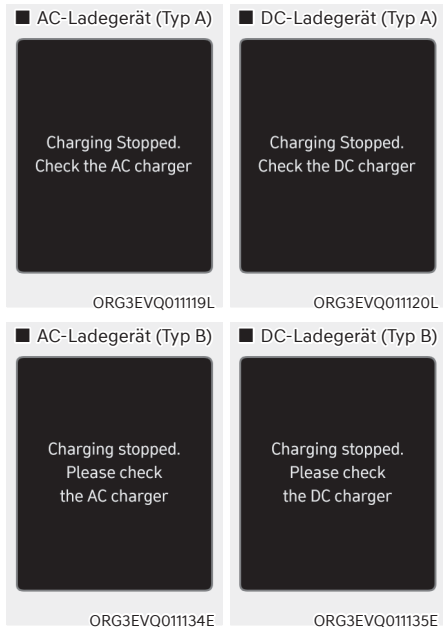 ■ AC-Ladegerät (Typ A)
Charging Stopped.
Check the AC charger
ORG3EVQ011119L
■ DC-Ladegerät (Typ A)
Charging Stopped.
Check the DC charger
ORG3EVQ011120L
■ AC-Ladegerät (Typ B)
Charging stopped.
Please check
the AC charger
ORG3EVQ011134E
■ DC-Ladegerät (Typ B)
Charging stopped.
Please check
the DC charger
ORG3EVQ011135E